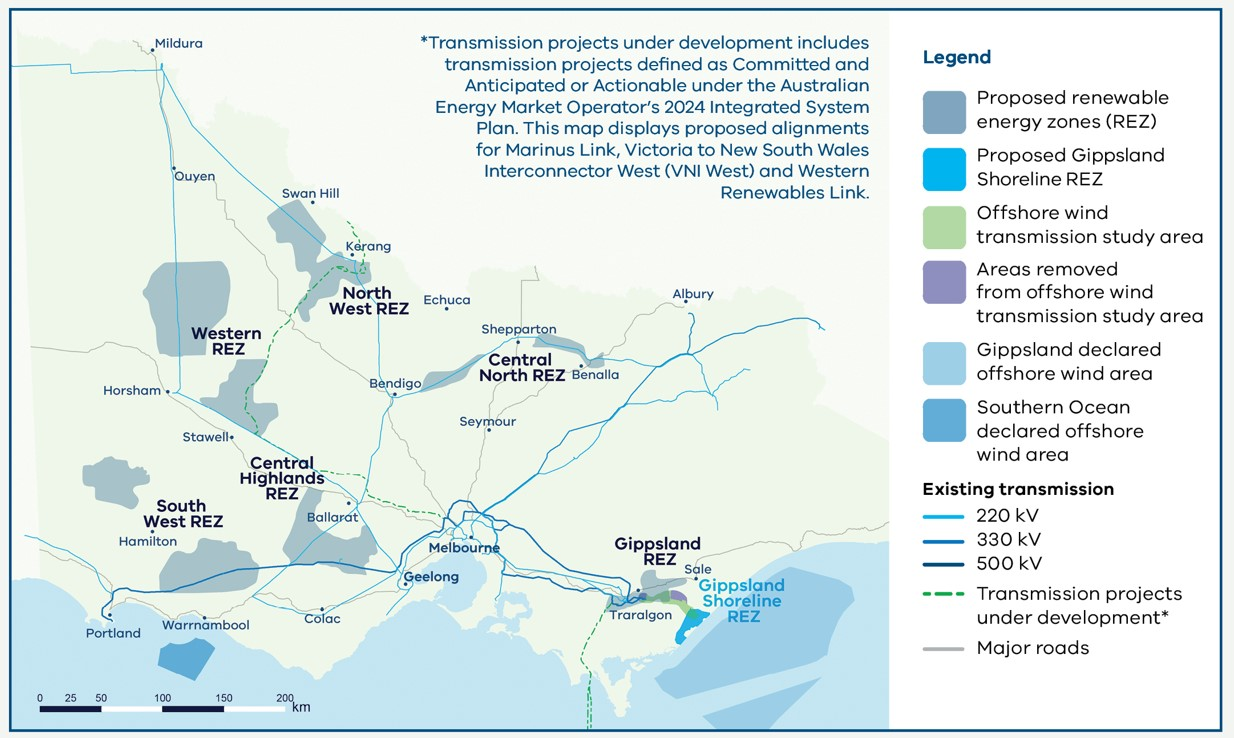 Mildura
*Transmission projects under development includes
transmission projects defined as Committed and
Anticipated or Actionable under the Australian
Energy Market Operator's 2024 Integrated System
Plan. This map displays proposed alignments
for Marinus Link, Victoria to New South Wales
Interconnector West (VNI West) and Western
Renewables Link.
Ouyen
Swan Hill
Kerang
North
West REZ
Echuca
Albury
Western
REZ
Shepparton
Central
North REZ
Benalla
Horsham
Bendigo
Seymour
Stawell
Central
Highlands
REZ
South
West REZ
Ballarat
Hamilton
Melbourne
Gippsland
REZ
Sale
Geelong
Gippsland
Shoreline
REZ
Traralgon
Colac
Warrnambool
Portland
0 25 50 100 150 200
km
Legend
Proposed renewable
energy zones (REZ)
Proposed Gippsland
Shoreline REZ
Offshore wind
transmission study area
Areas removed
from offshore wind
transmission study area
Gippsland declared
offshore wind area
Southern Ocean
declared offshore
wind area
Existing transmission
220 kV
330 kV
500 kV
Transmission projects
under development*
Major roads